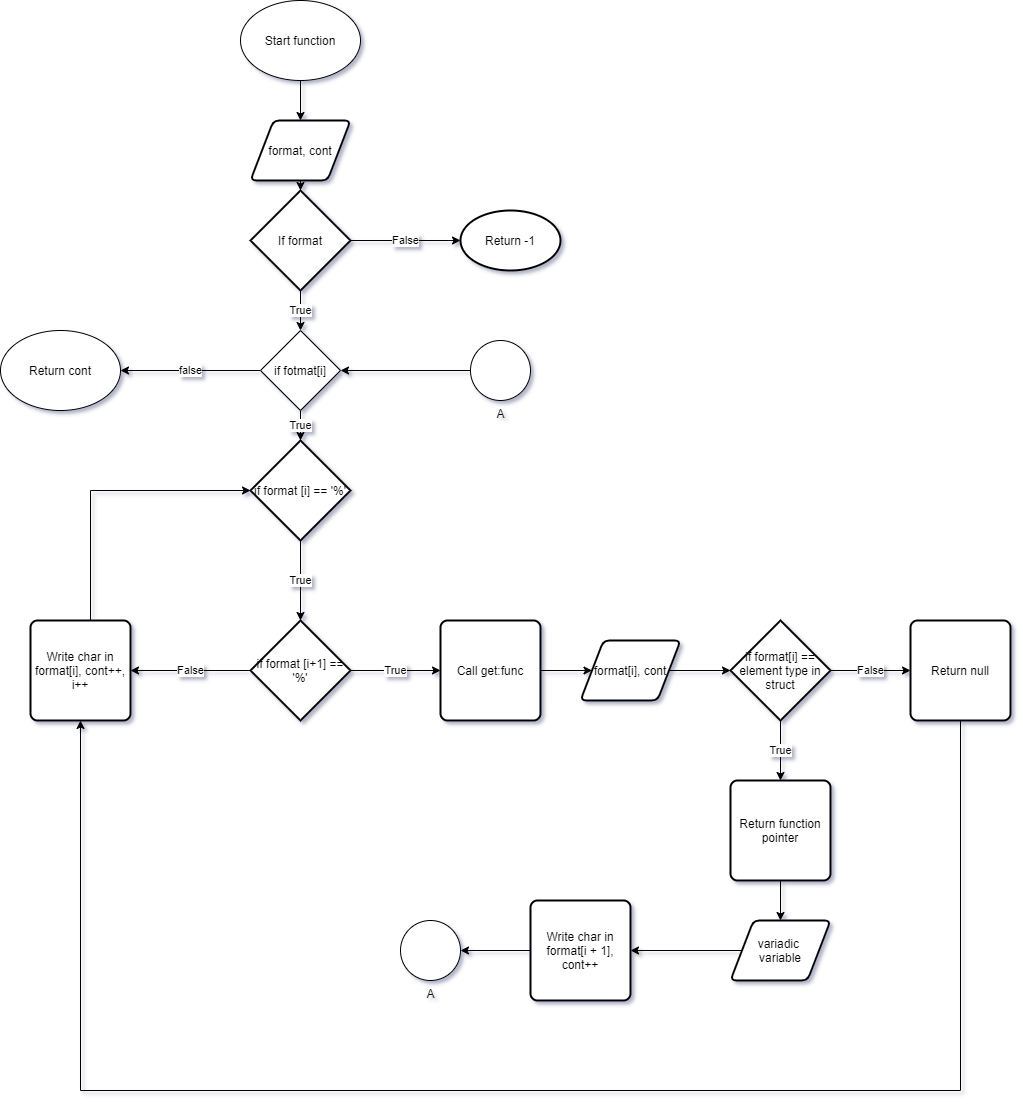 Start function
format, cont
If format
False
Return -1
True
Return cont
false
if fotmat[i]
A
True
if format [i] == '%'
True
Write char in
format[i], cont++,
i++
False
if format [i+1] ==
'%'
True
Call get:func
format[i], cont
if format[i] ==
element type in
struct
False
Return null
True
Return function
pointer
Write char in
format[i + 1],
cont++
variadic
variable
A